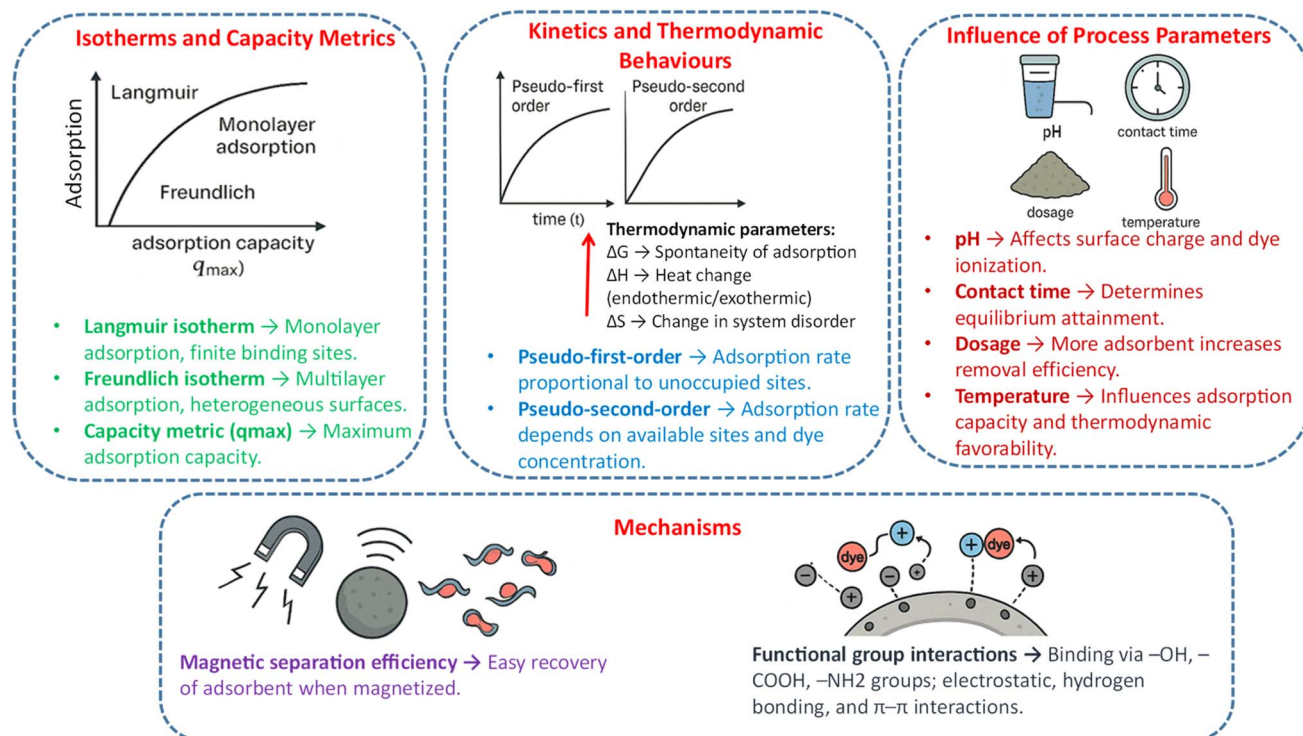 Isotherms and Capacity Metrics
Adsorption
Langmuir
Monolayer
adsorption
Freundlich
adsorption capacity
qmax)
• Langmuir isotherm → Monolayer
adsorption, finite binding sites.
• Freundlich isotherm → Multilayer
adsorption, heterogeneous surfaces.
• Capacity metric (qmax) → Maximum
adsorption capacity.
Kinetics and Thermodynamic
Behaviours
Pseudo-first
order
Pseudo-second
order
time (t)
Thermodynamic parameters:
ΔG → Spontaneity of adsorption
ΔH → Heat change
(endothermic/exothermic)
ΔS → Change in system disorder
• Pseudo-first-order → Adsorption rate
proportional to unoccupied sites.
• Pseudo-second-order → Adsorption rate
depends on available sites and dye
concentration.
Influence of Process Parameters
pH
contact time
dosage
temperature
• pH → Affects surface charge and dye
ionization.
• Contact time → Determines
equilibrium attainment.
• Dosage → More adsorbent increases
removal efficiency.
• Temperature → Influences adsorption
capacity and thermodynamic
favorability.
Mechanisms
Magnetic separation efficiency → Easy recovery
of adsorbent when magnetized.
dye
+
−
+
−
+
+
dye
+
Functional group interactions → Binding via –OH, –
COOH, –NH2 groups; electrostatic, hydrogen
bonding, and π–π interactions.